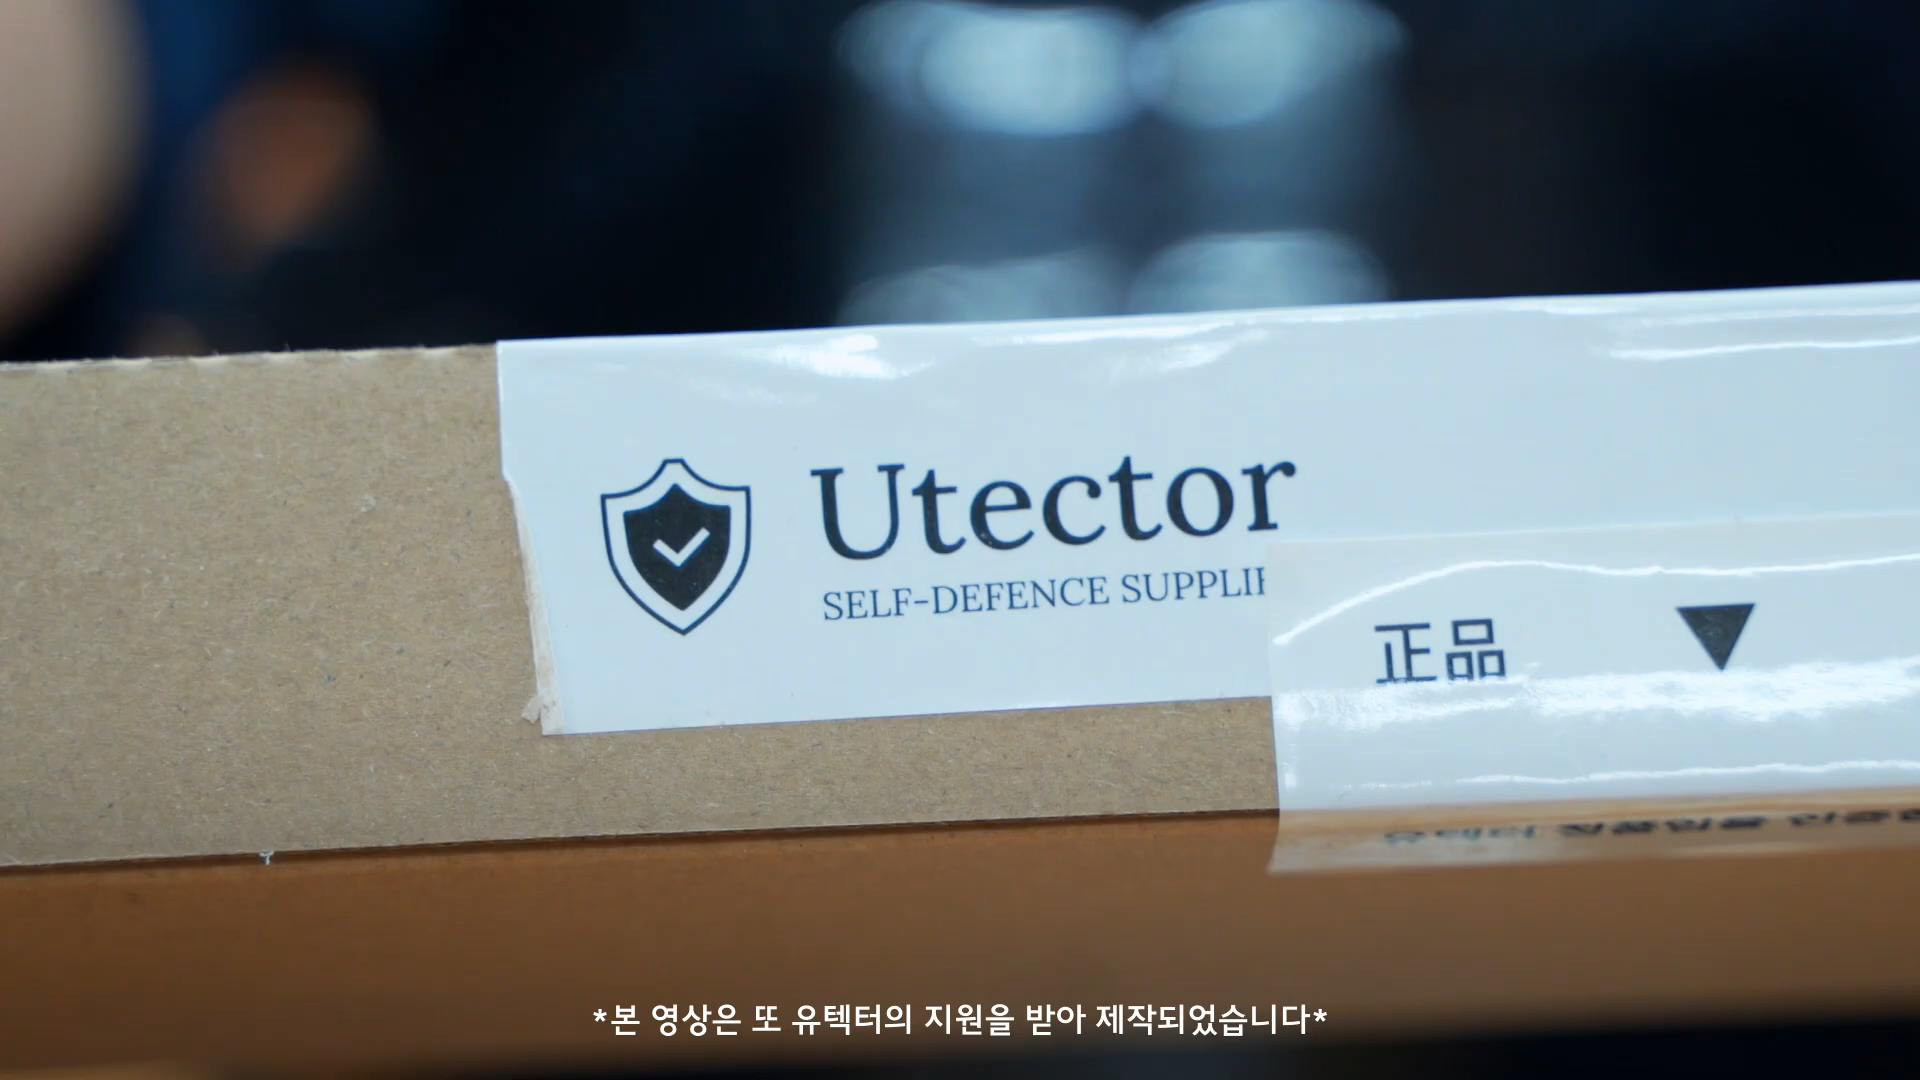 Utector
SELF-DEFENCE SUPPLIE
正品
*본 영상은 또 유텍터의 지원을 받아 제작되었습니다*